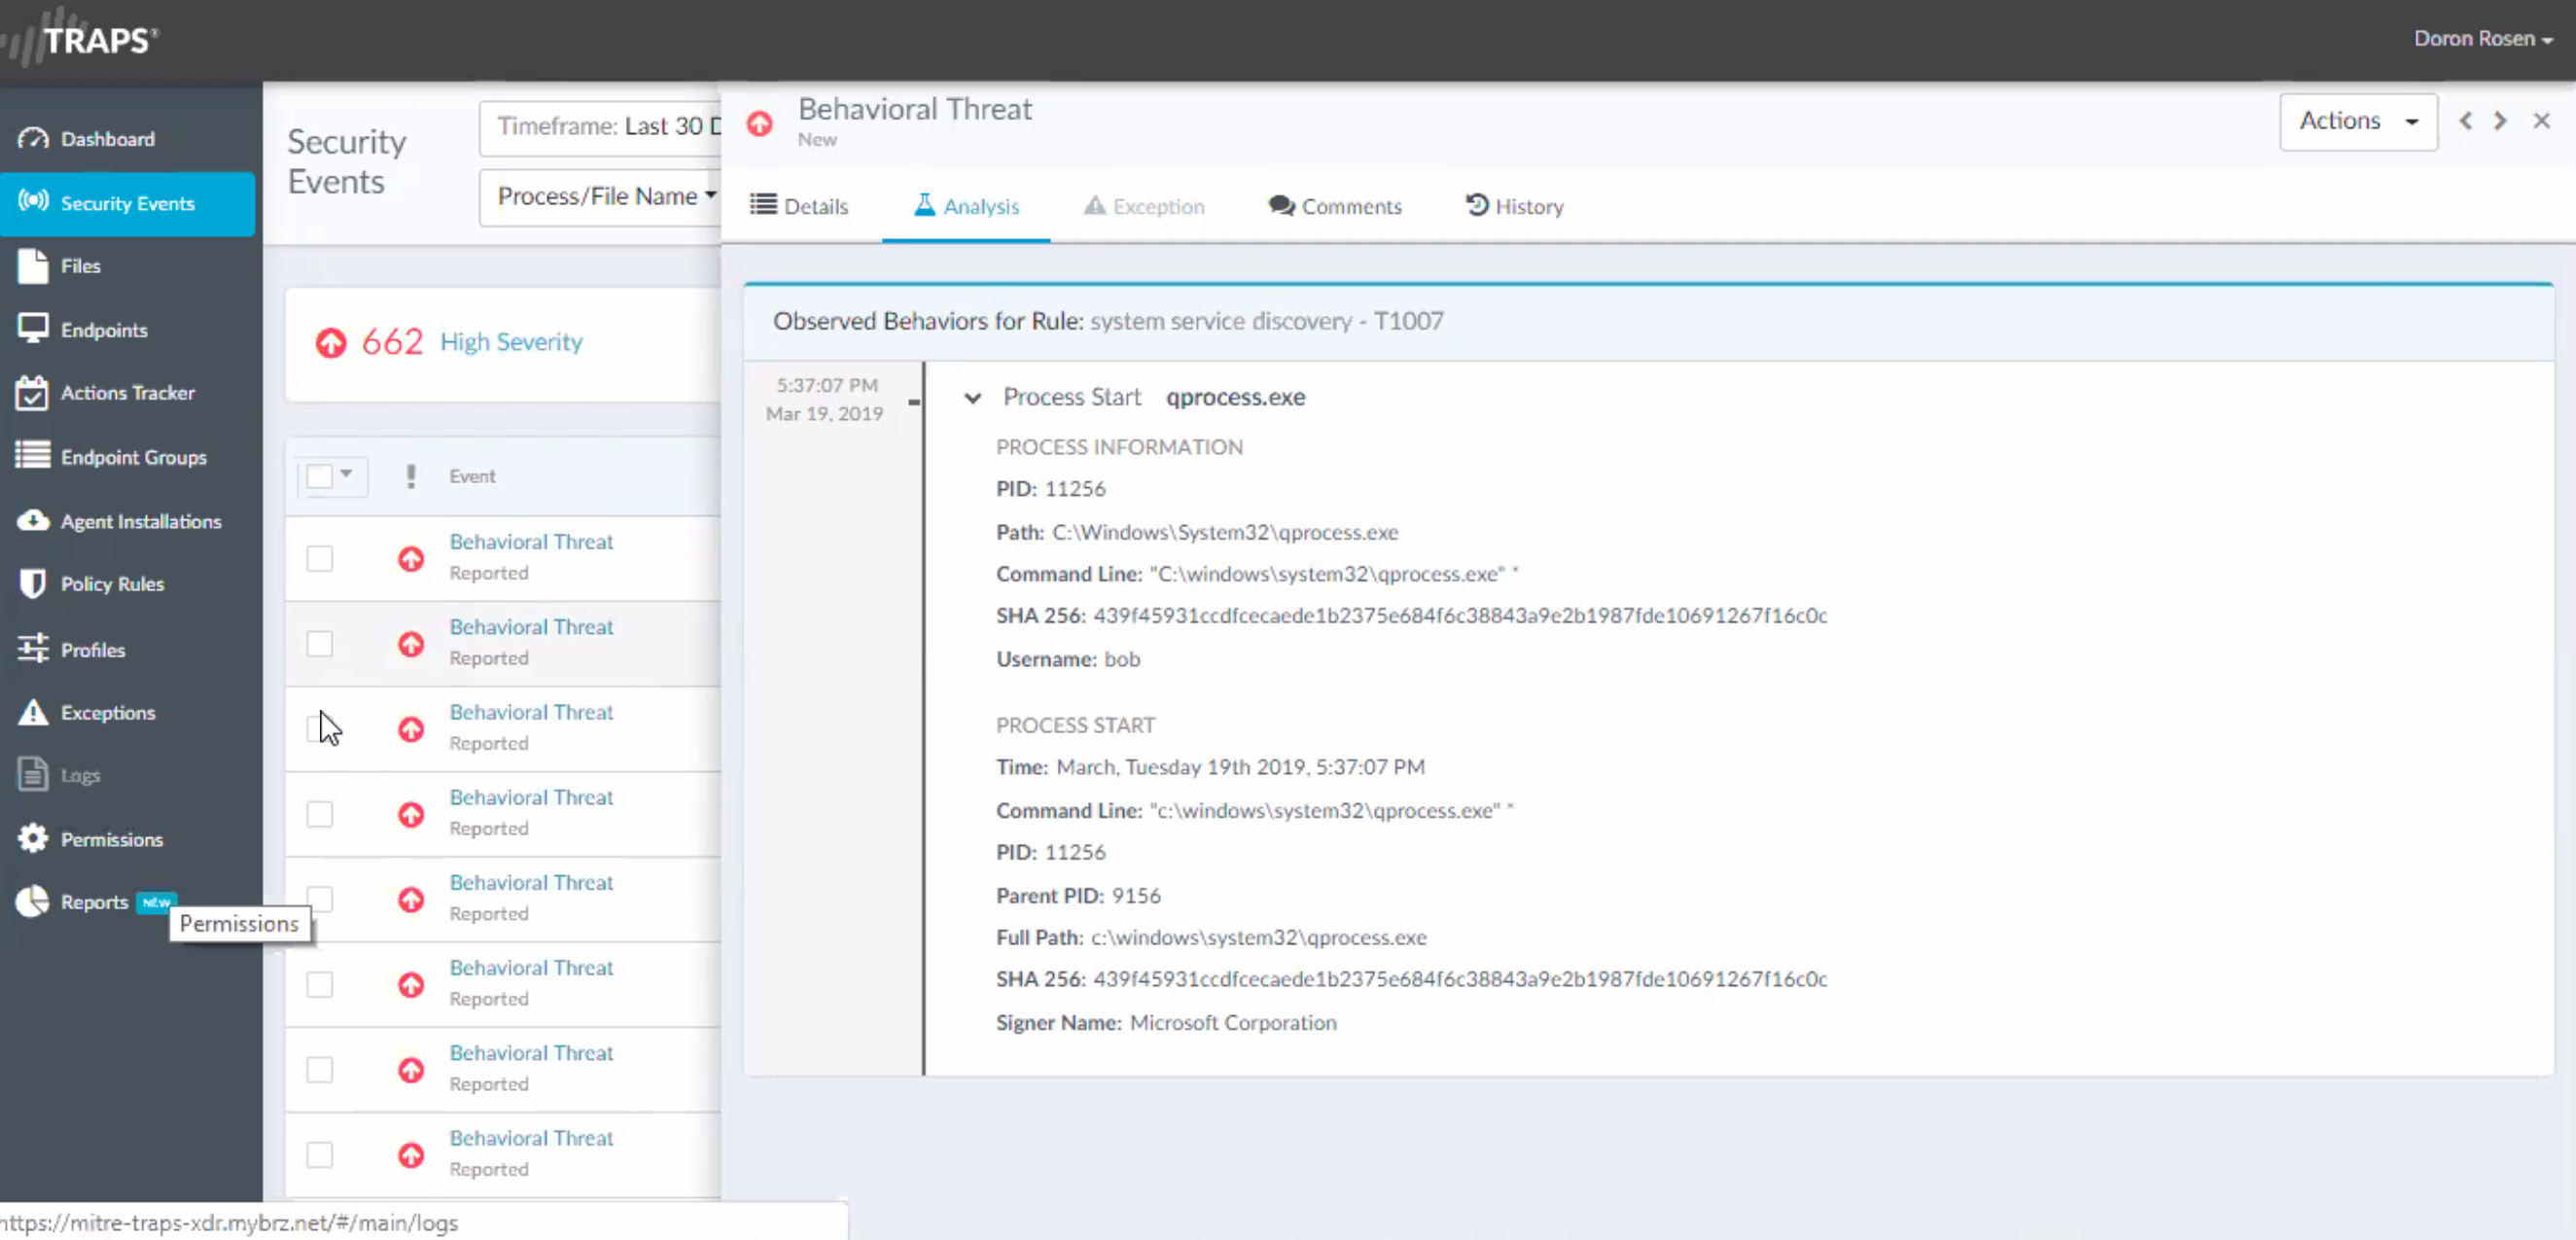 TRAPS®
Doron Rosen
Dashboard
Security Events
Files
Endpoints
Actions Tracker
Endpoint Groups
Agent Installations
Policy Rules
Profiles
Exceptions
Logs
Permissions
Reports NEW
Permissions
Security
Events
Timeframe: Last 30 D
Process/File Name
662 High Severity
! Event
Behavioral Threat
Reported
Behavioral Threat
Reported
Behavioral Threat
Reported
Behavioral Threat
Reported
Behavioral Threat
Reported
Behavioral Threat
Reported
Behavioral Threat
Reported
Behavioral Threat
Reported
Behavioral Threat
New
Actions
Details
Analysis
Exception
Comments
History
Observed Behaviors for Rule: system service discovery - T1007
5:37:07 PM
Mar 19, 2019
Process Start qprocess.exe
PROCESS INFORMATION
PID: 11256
Path: C:\Windows\System32\qprocess.exe
Command Line: "C:\windows\system32\qprocess.exe" *
SHA 256: 439f45931ccdfcecaede1b2375e684f6c38843a9e2b1987fde10691267f16c0c
Username: bob
PROCESS START
Time: March, Tuesday 19th 2019, 5:37:07 PM
Command Line: "c:\windows\system32\qprocess.exe" *
PID: 11256
Parent PID: 9156
Full Path: c:\windows\system32\qprocess.exe
SHA 256: 439f45931ccdfcecaede1b2375e684f6c38843a9e2b1987fde10691267f16c0c
Signer Name: Microsoft Corporation
https://mitre-traps-xdr.mybrz.net/#/main/logs